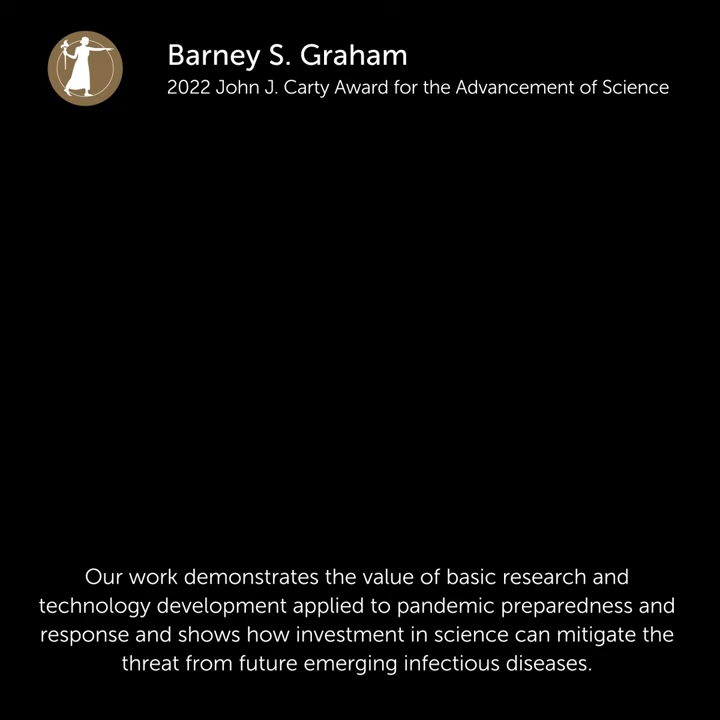 Barney S. Graham
2022 John J. Carty Award for the Advancement of Science
Our work demonstrates the value of basic research and
technology development applied to pandemic preparedness and
response and shows how investment in science can mitigate the
threat from future emerging infectious diseases.